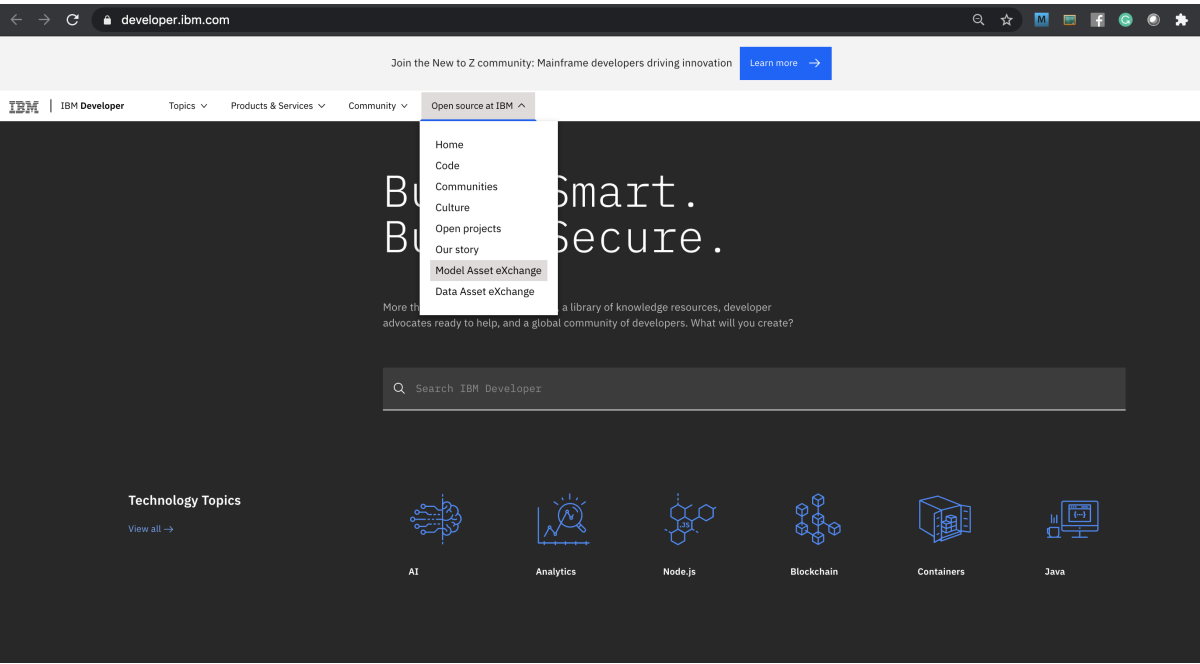 developer.ibm.com
Join the New to Z community: Mainframe developers driving innovation Learn more
IBM IBM Developer Topics Products & Services Community Open source at IBM
Home
Code
Communities
Culture
Open projects
Our story
Model Asset eXchange
Data Asset eXchange
Smart.
Secure.
More a library of knowledge resources, developer
advocates ready to help, and a global community of developers. What will you create?
Search IBM Developer
Technology Topics
View all
JS
AI Analytics Node.js Blockchain Containers Java